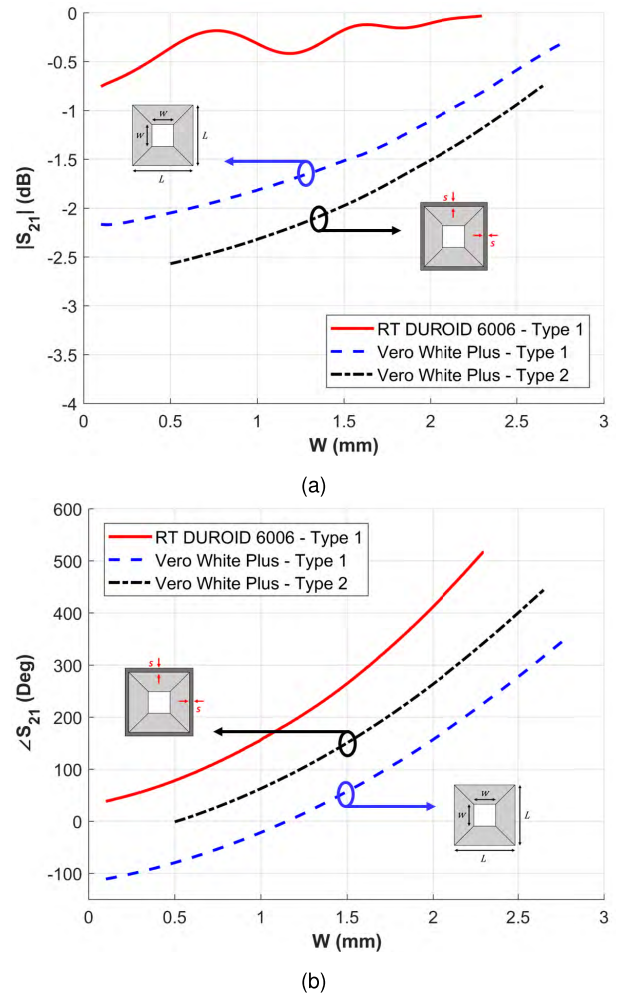 0
-0.5
-1
-1.5
-2
-2.5
-3
-3.5
-4
|S21| (dB)
W
W
L
L
s
s
RT DUROID 6006 - Type 1
Vero White Plus - Type 1
Vero White Plus - Type 2
0 0.5 1 1.5 2 2.5 3
W (mm)
(a)
600
500
400
300
200
100
0
-100
∠S21 (Deg)
RT DUROID 6006 - Type 1
Vero White Plus - Type 1
Vero White Plus - Type 2
s
s
W
W
L
L
0 0.5 1 1.5 2 2.5 3
W (mm)
(b)